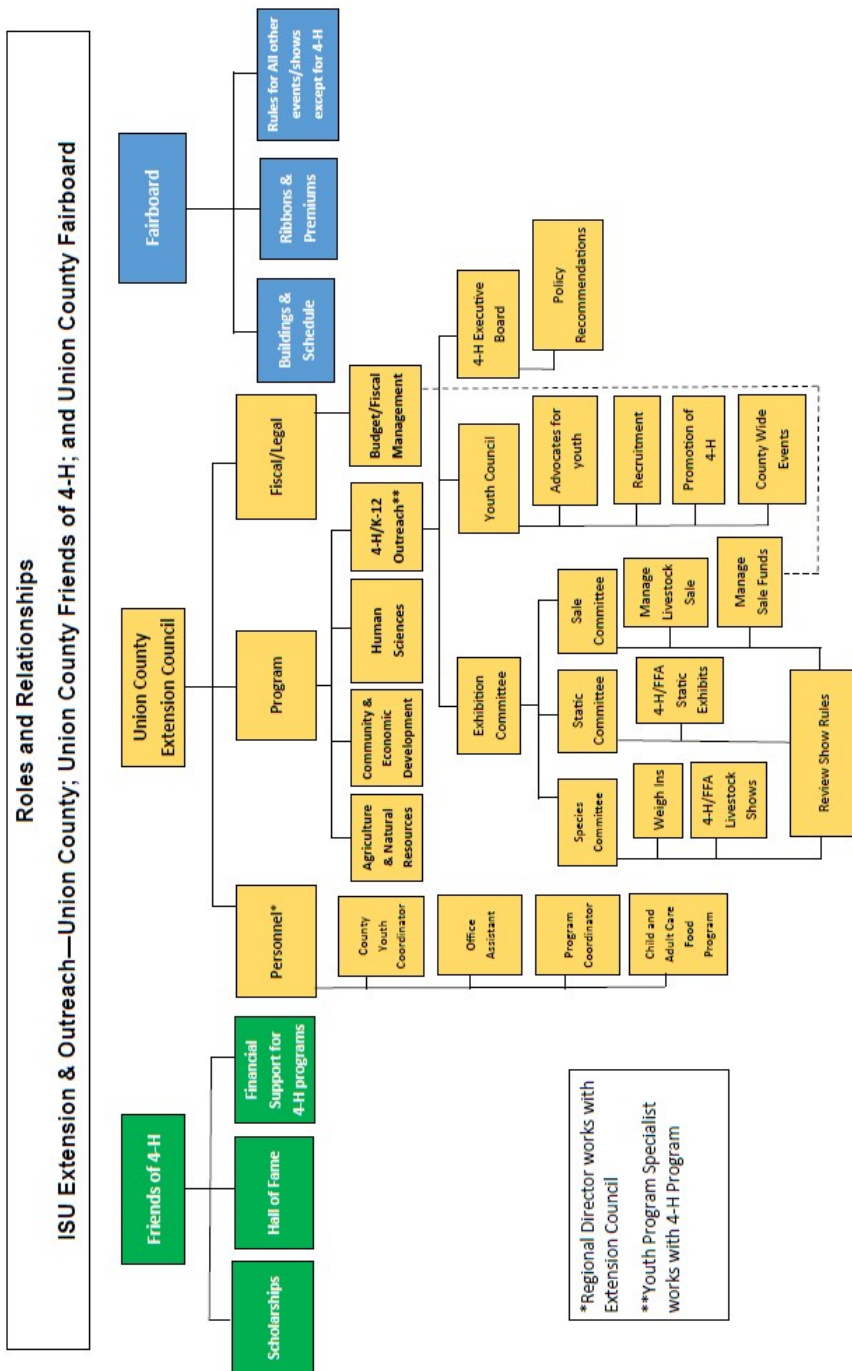 Roles and Relationships
ISU Extension & Outreach—Union County; Union County Friends of 4-H; and Union County Fairboard
Friends of 4-H
Scholarships
Hall of Fame
Financial
Support for
4-H programs
Union County
Extension Council
Personnel*
County
Youth
Coordinator
Office
Assistant
Program
Coordinator
Child and
Adult Care
Food
Program
Program
Agriculture
& Natural
Resources
Community &
Economic
Development
Human
Sciences
4-H/K-12
Outreach**
Fiscal/Legal
Budget/Fiscal
Management
Exhibition
Committee
Species
Committee
Weigh Ins
4-H/FFA
Livestock
Shows
Static
Committee
4-H/FFA
Static
Exhibits
Sale
Committee
Manage
Livestock
Sale
Manage
Sale Funds
Review Show Rules
Youth Council
Advocates for
youth
Recruitment
Promotion of
4-H
County Wide
Events
4-H Executive
Board
Policy
Recommendations
Fairboard
Buildings &
Schedule
Ribbons &
Premiums
Rules for All other
events/shows
except for 4-H
*Regional Director works with
Extension Council
**Youth Program Specialist
works with 4-H Program